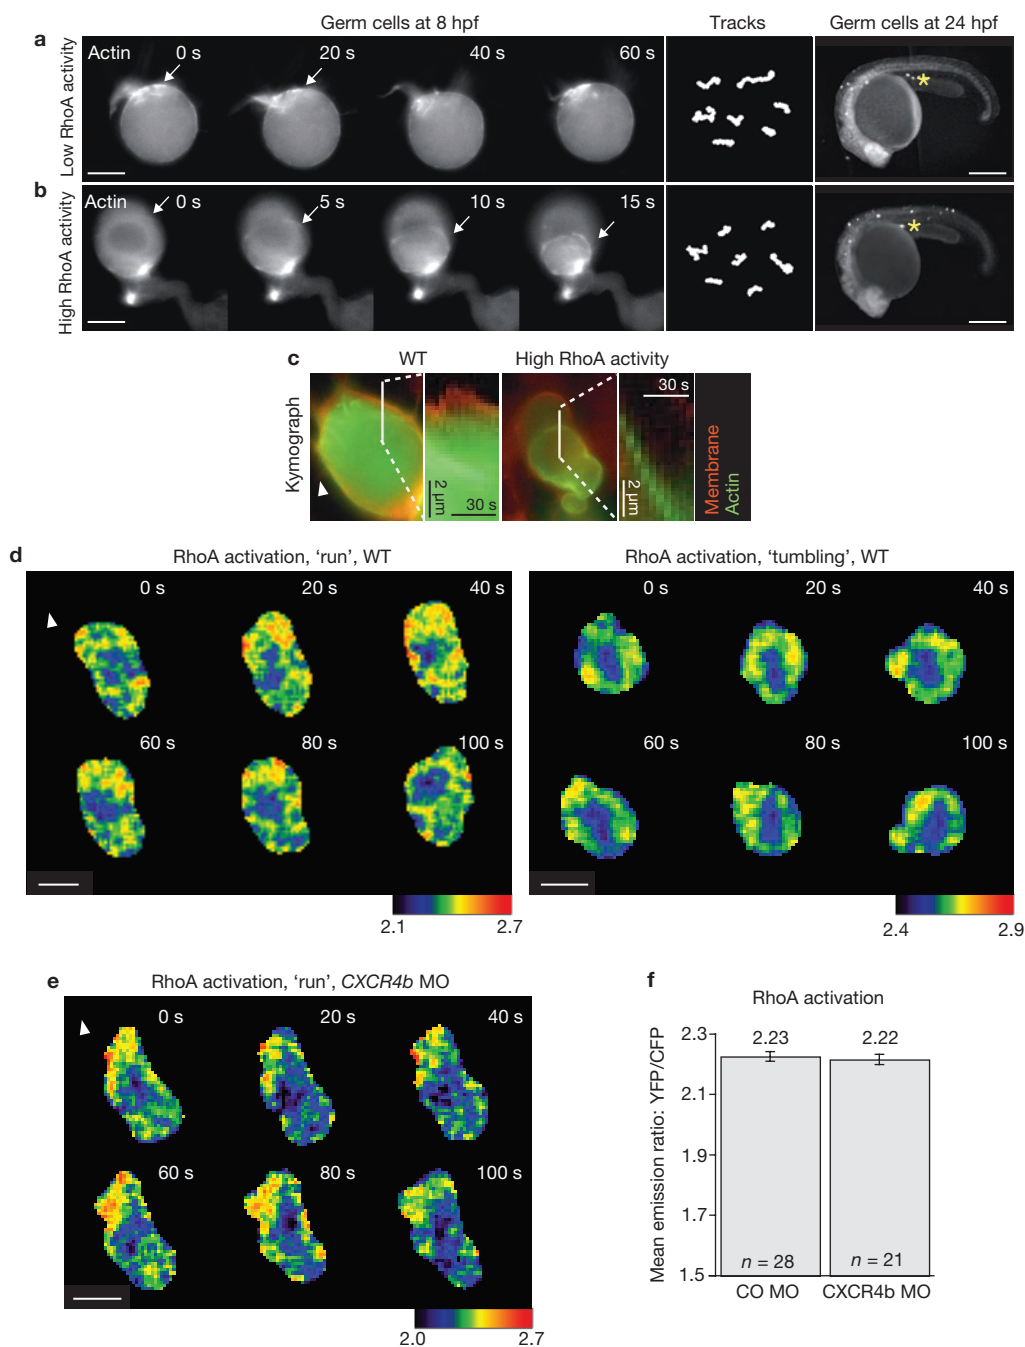 Germ cells at 8 hpf
Tracks
Germ cells at 24 hpf
a
Low RhoA activity
Actin
0 s
20 s
40 s
60 s
*
b
High RhoA activity
Actin
0 s
5 s
10 s
15 s
*
c
WT
High RhoA activity
Kymograph
2 µm
30 s
30 s
2 µm
Membrane
Actin
d
RhoA activation, ‘run’, WT
0 s
20 s
40 s
60 s
80 s
100 s
2.1
2.7
RhoA activation, ‘tumbling’, WT
0 s
20 s
40 s
60 s
80 s
100 s
2.4
2.9
e
RhoA activation, ‘run’, CXCR4b MO
0 s
20 s
40 s
60 s
80 s
100 s
2.0
2.7
f
RhoA activation
Mean emission ratio: YFP/CFP
2.3
2.1
1.9
1.7
1.5
2.23
2.22
n = 28
n = 21
CO MO
CXCR4b MO